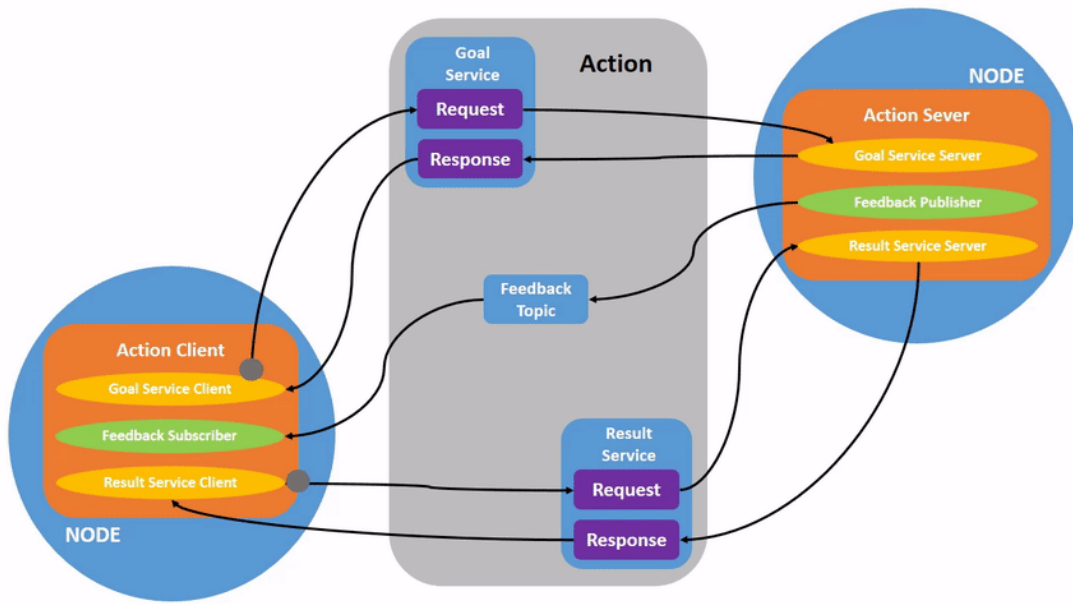 Goal
Service
Request
Response
Action
NODE
Action Sever
Goal Service Server
Feedback Publisher
Result Service Server
Feedback
Topic
Action Client
Goal Service Client
Feedback Subscriber
Result Service Client
NODE
Result
Service
Request
Response